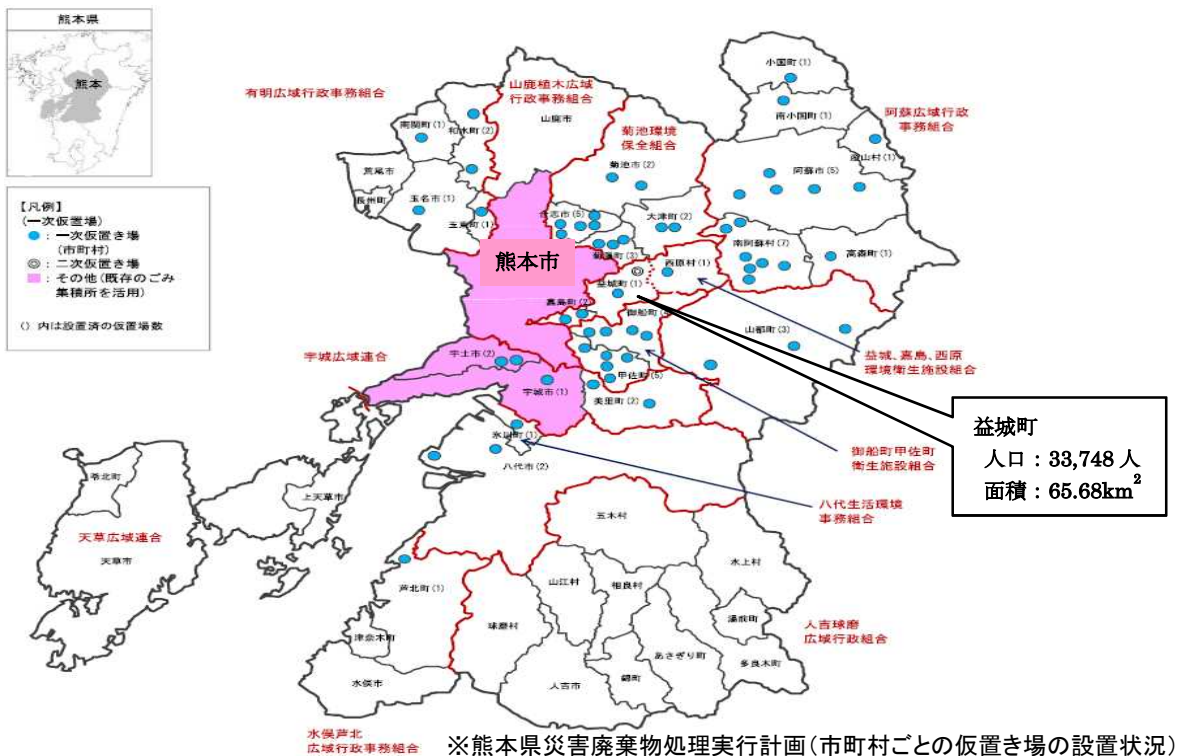 熊本県
熊本
【凡例】
(一次仮置場)
：一次仮置き場
(市町村)
◎：二次仮置き場
：その他(既存のごみ
集積所を活用)
() 内は設置済の仮置場数
有明広域行政事務組合
山鹿植木広域
行政事務組合
菊池環境
保全組合
阿蘇広域行政
事務組合
小国町(1)
南小国町(1)
産山村(1)
阿蘇市(5)
南関町(1)
和水町(2)
山鹿市
菊池市(2)
荒尾市
長洲町
玉名市(1)
玉東町(1)
合志市(5)
大津町(2)
菊陽町(3)
南阿蘇村(7)
高森町(1)
熊本市
西原村(1)
益城町(1)
嘉島町(2)
御船町
山都町(3)
益城、嘉島、西原
環境衛生施設組合
宇城広域連合
宇土市(2)
宇城市(1)
甲佐町(5)
美里町(2)
益城町
人口：33,748 人
面積：65.68km²
御船町甲佐町
衛生施設組合
氷川町(1)
八代市(2)
八代生活環境
事務組合
苓北町
上天草市
天草広域連合
天草市
五木村
水上村
芦北町(1)
山江村
相良村
湯前町
人吉球磨
広域行政組合
球磨村
津奈木町
あさぎり町
多良木町
水俣市
人吉市
錦町
水俣芦北
広域行政事務組合
※熊本県災害廃棄物処理実行計画(市町村ごとの仮置き場の設置状況)